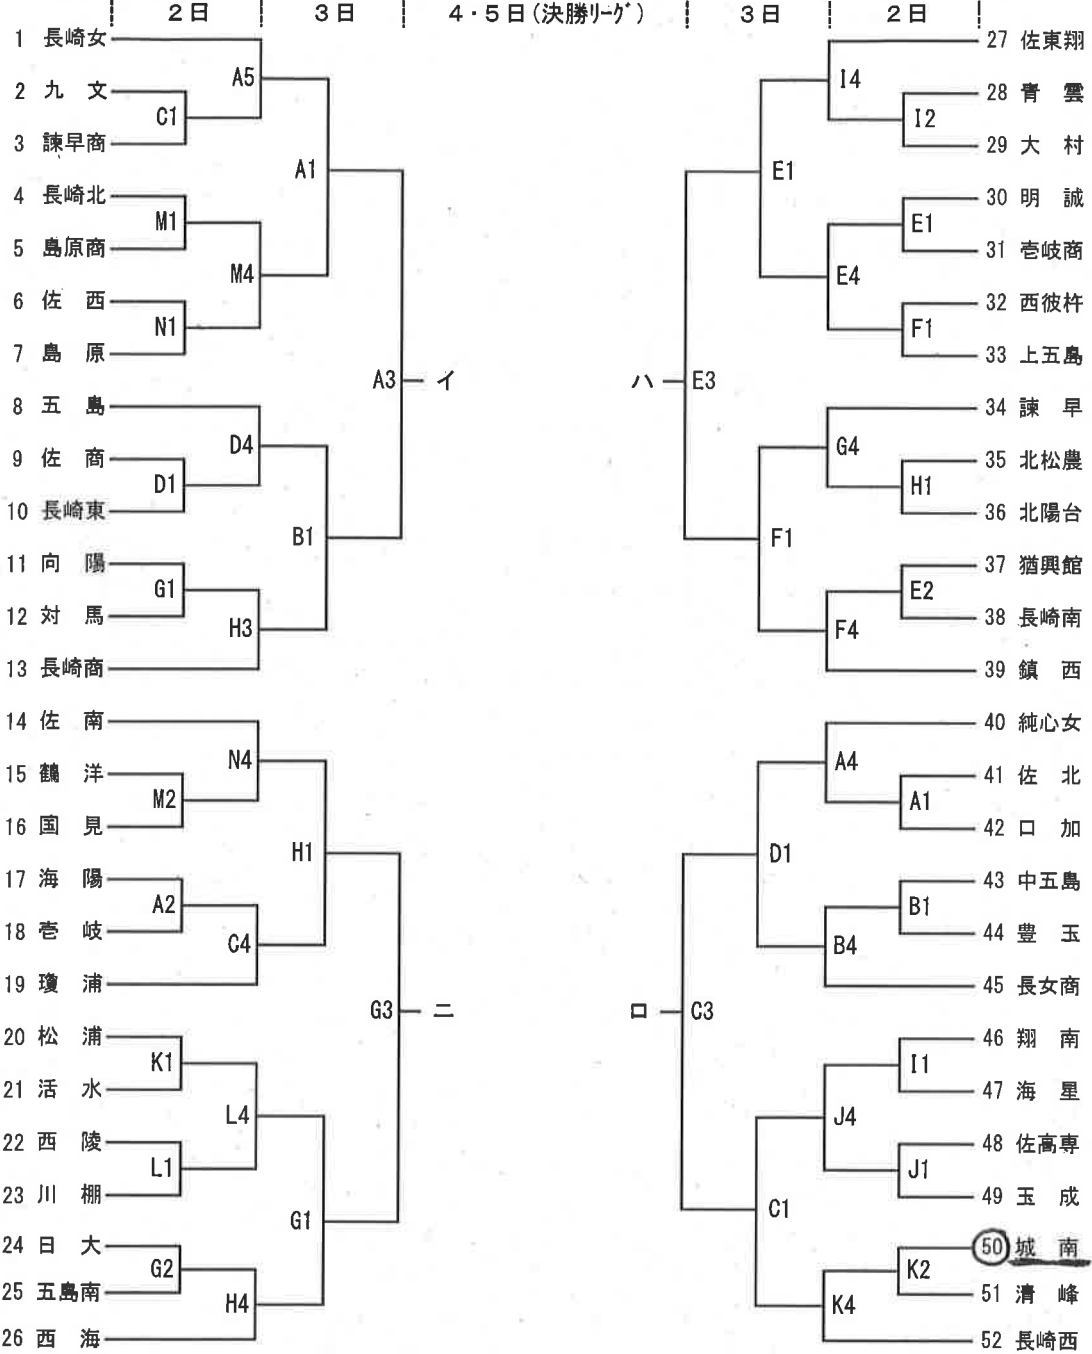 2日 3日 4・5日(決勝リーグ) 3日 2日
1 長崎女
2 九 文
3 諫早商
4 長崎北
5 島原商
6 佐 西
7 島 原
8 五 島
9 佐 商
10 長崎東
11 向 陽
12 対 馬
13 長崎商
14 佐 南
15 鶴 洋
16 国 見
17 海 陽
18 壱 岐
19 瓊 浦
20 松 浦
21 活 水
22 西 陵
23 川 棚
24 日 大
25 五島南
26 西 海
A5
C1
A1
M1
M4
N1
A3 イ
D4
D1
B1
G1
H3
N4
M2
H1
A2
C4
G3 ニ
K1
L4
L1
G1
G2
H4
27 佐東翔
28 青 雲
29 大 村
30 明 誠
31 壱岐商
32 西彼杵
33 上五島
34 諫 早
35 北松農
36 北陽台
37 猶興館
38 長崎南
39 鎮 西
40 純心女
41 佐 北
42 口 加
43 中五島
44 豊 玉
45 長女商
46 翔 南
47 海 星
48 佐高専
49 玉 成
50 城 南
51 清 峰
52 長崎西
I4
I2
E1
E1
E4
F1
ハ E3
G4
H1
F1
E2
F4
A4
A1
D1
B1
B4
ロ C3
I1
J4
J1
C1
K2
K4